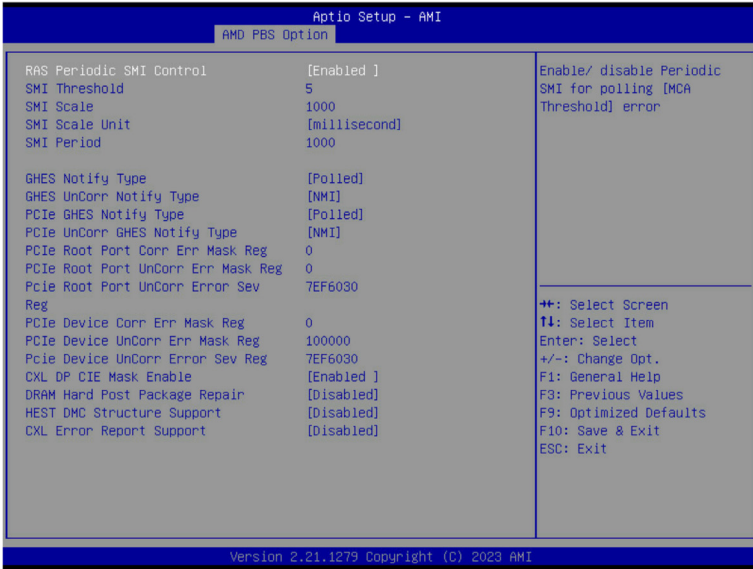 Aptio Setup - AMI
AMD PBS Option
RAS Periodic SMI Control [Enabled ]
SMI Threshold 5
SMI Scale 1000
SMI Scale Unit [millisecond]
SMI Period 1000
GHES Notify Type [Polled]
GHES UnCorr Notify Type [NMI]
PCIe GHES Notify Type [Polled]
PCIe UnCorr GHES Notify Type [NMI]
PCIe Root Port Corr Err Mask Reg 0
PCIe Root Port UnCorr Err Mask Reg 0
Pcie Root Port UnCorr Error Sev 7EF6030
Reg
PCIe Device Corr Err Mask Reg 0
PCIe Device UnCorr Err Mask Reg 100000
Pcie Device UnCorr Error Sev Reg 7EF6030
CXL DP CIE Mask Enable [Enabled ]
DRAM Hard Post Package Repair [Disabled]
HEST DMC Structure Support [Disabled]
CXL Error Report Support [Disabled]
Enable/ disable Periodic
SMI for polling [MCA
Threshold] error
→←: Select Screen
↑↓: Select Item
Enter: Select
+/-: Change Opt.
F1: General Help
F3: Previous Values
F9: Optimized Defaults
F10: Save & Exit
ESC: Exit
Version 2.21.1279 Copyright (C) 2023 AMI